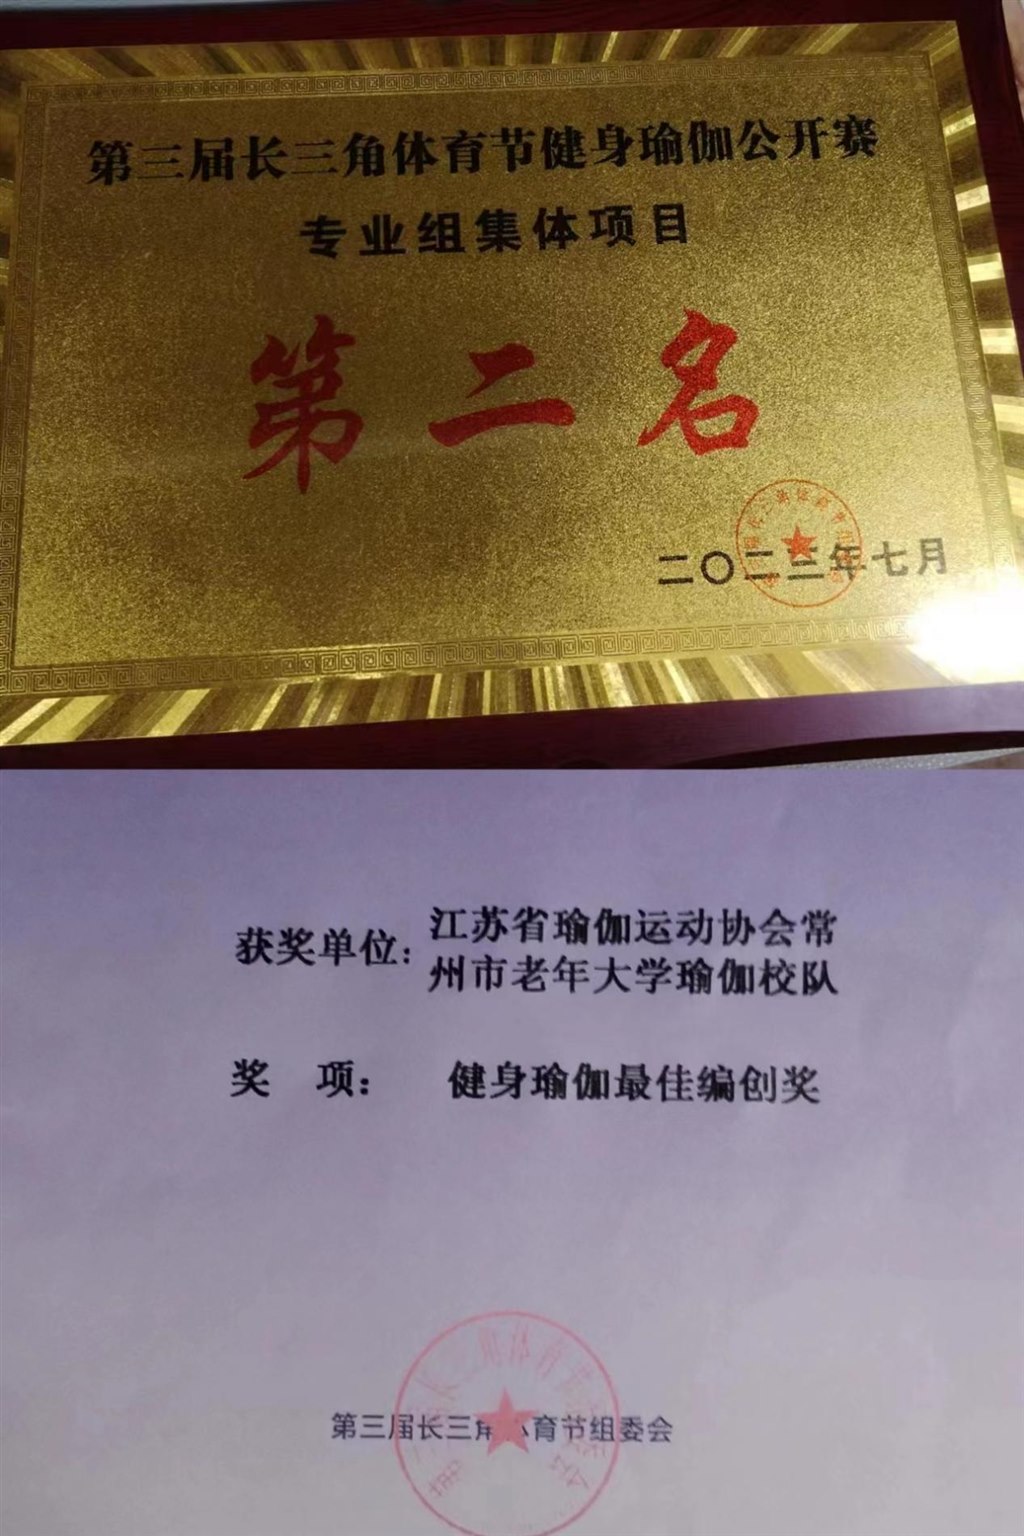 第三届长三角体育节健身瑜伽公开赛
专业组集体项目
第二名
二〇二三年七月
获奖单位：江苏省瑜伽运动协会常
州市老年大学瑜伽校队
奖 项： 健身瑜伽最佳编创奖
第三届长三角体育节组委会